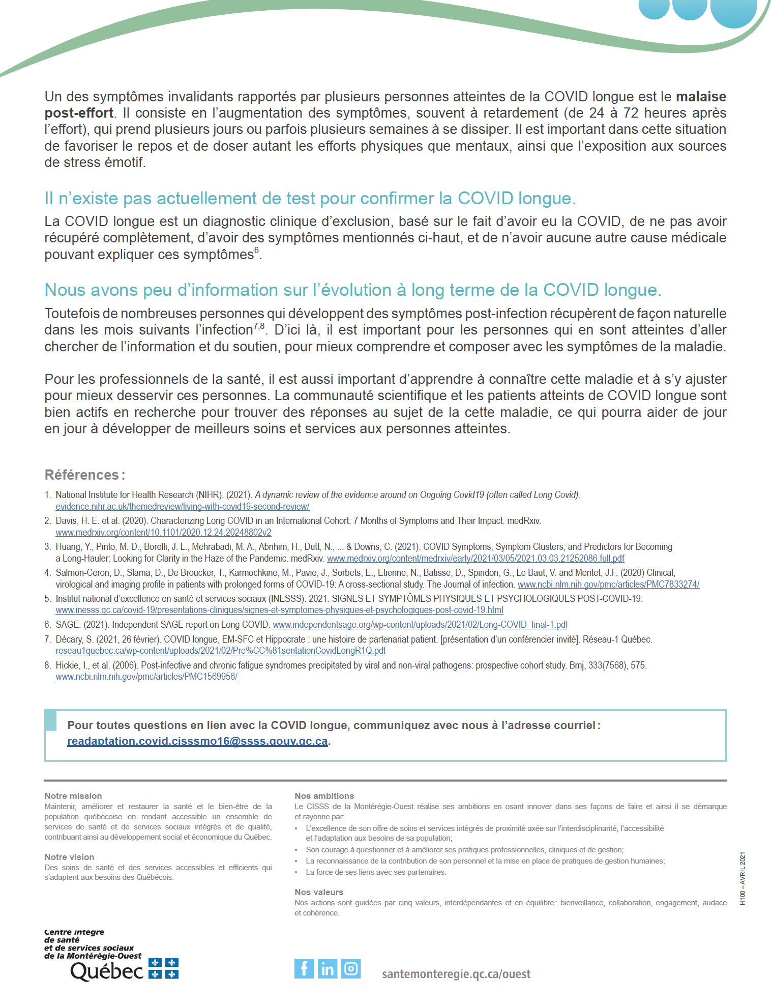 Un des symptômes invalidants rapportés par plusieurs personnes atteintes de la COVID longue est le malaise
post-effort. Il consiste en l’augmentation des symptômes, souvent à retardement (de 24 à 72 heures après
l’effort), qui prend plusieurs jours ou parfois plusieurs semaines à se dissiper. Il est important dans cette situation
de favoriser le repos et de doser autant les efforts physiques que mentaux, ainsi que l’exposition aux sources
de stress émotif.
Il n’existe pas actuellement de test pour confirmer la COVID longue.
La COVID longue est un diagnostic clinique d’exclusion, basé sur le fait d’avoir eu la COVID, de ne pas avoir
récupéré complètement, d’avoir des symptômes mentionnés ci-haut, et de n’avoir aucune autre cause médicale
pouvant expliquer ces symptômes6.
Nous avons peu d’information sur l’évolution à long terme de la COVID longue.
Toutefois de nombreuses personnes qui développent des symptômes post-infection récupèrent de façon naturelle
dans les mois suivants l’infection7,8. D’ici là, il est important pour les personnes qui en sont atteintes d’aller
chercher de l’information et du soutien, pour mieux comprendre et composer avec les symptômes de la maladie.
Pour les professionnels de la santé, il est aussi important d’apprendre à connaître cette maladie et à s’y ajuster
pour mieux desservir ces personnes. La communauté scientifique et les patients atteints de COVID longue sont
bien actifs en recherche pour trouver des réponses au sujet de la cette maladie, ce qui pourra aider de jour
en jour à développer de meilleurs soins et services aux personnes atteintes.
Références :
1. National Institute for Health Research (NIHR). (2021). A dynamic review of the evidence around on Ongoing Covid19 (often called Long Covid).
evidence.nihr.ac.uk/themedreview/living-with-covid19-second-review/
2. Davis, H. E. et al. (2020). Characterizing Long COVID in an International Cohort: 7 Months of Symptoms and Their Impact. medRxiv.
www.medrxiv.org/content/10.1101/2020.12.24.20248802v2
3. Huang, Y., Pinto, M. D., Borelli, J. L., Mehrabadi, M. A., Abrihim, H., Dutt, N., ... & Downs, C. (2021). COVID Symptoms, Symptom Clusters, and Predictors for Becoming
a Long-Hauler: Looking for Clarity in the Haze of the Pandemic. medRxiv. www.medrxiv.org/content/medrxiv/early/2021/03/05/2021.03.03.21252086.full.pdf
4. Salmon-Ceron, D., Slama, D., De Broucker, T., Karmochkine, M., Pavie, J., Sorbets, E., Etienne, N., Batisse, D., Spiridon, G., Le Baut, V. and Meritet, J.F. (2020) Clinical,
virological and imaging profile in patients with prolonged forms of COVID-19: A cross-sectional study. The Journal of infection. www.ncbi.nlm.nih.gov/pmc/articles/PMC7833274/
5. Institut national d’excellence en santé et services sociaux (INESSS). 2021. SIGNES ET SYMPTÔMES PHYSIQUES ET PSYCHOLOGIQUES POST-COVID-19.
www.inesss.qc.ca/covid-19/presentations-cliniques/signes-et-symptomes-physiques-et-psychologiques-post-covid-19.html
6. SAGE. (2021). Independent SAGE report on Long COVID. www.independentsage.org/wp-content/uploads/2021/02/Long-COVID_final-1.pdf
7. Décary, S. (2021, 26 février). COVID longue, EM-SFC et Hippocrate : une histoire de partenariat patient. [présentation d’un conférencier invité]. Réseau-1 Québec.
reseau1quebec.ca/wp-content/uploads/2021/02/Pre%CC%81sentationCovidLongR1Q.pdf
8. Hickie, I., et al. (2006). Post-infective and chronic fatigue syndromes precipitated by viral and non-viral pathogens: prospective cohort study. Bmj, 333(7568), 575.
www.ncbi.nlm.nih.gov/pmc/articles/PMC1569956/
Pour toutes questions en lien avec la COVID longue, communiquez avec nous à l’adresse courriel :
readaptation.covid.cisssmo16@ssss.gouv.qc.ca.
Notre mission
Maintenir, améliorer et restaurer la santé et le bien-être de la
population québécoise en rendant accessible un ensemble de
services de santé et de services sociaux intégrés et de qualité,
contribuant ainsi au développement social et économique du Québec.
Notre vision
Des soins de santé et des services accessibles et efficients qui
s’adaptent aux besoins des Québécois.
Nos ambitions
Le CISSS de la Montérégie-Ouest réalise ses ambitions en osant innover dans ses façons de faire et ainsi il se démarque
et rayonne par:
• L’excellence de son offre de soins et services intégrés de proximité axée sur l’interdisciplinarité, l’accessibilité
et l’adaptation aux besoins de sa population;
• Son courage à questionner et à améliorer ses pratiques professionnelles, cliniques et de gestion;
• La reconnaissance de la contribution de son personnel et la mise en place de pratiques de gestion humaines;
• La force de ses liens avec ses partenaires.
Nos valeurs
Nos actions sont guidées par cinq valeurs, interdépendantes et en équilibre : bienveillance, collaboration, engagement, audace
et cohérence.
H100 – AVRIL 2021
Centre intégré
de santé
et de services sociaux
de la Montérégie-Ouest
Québec
f in
santemonteregie.qc.ca/ouest